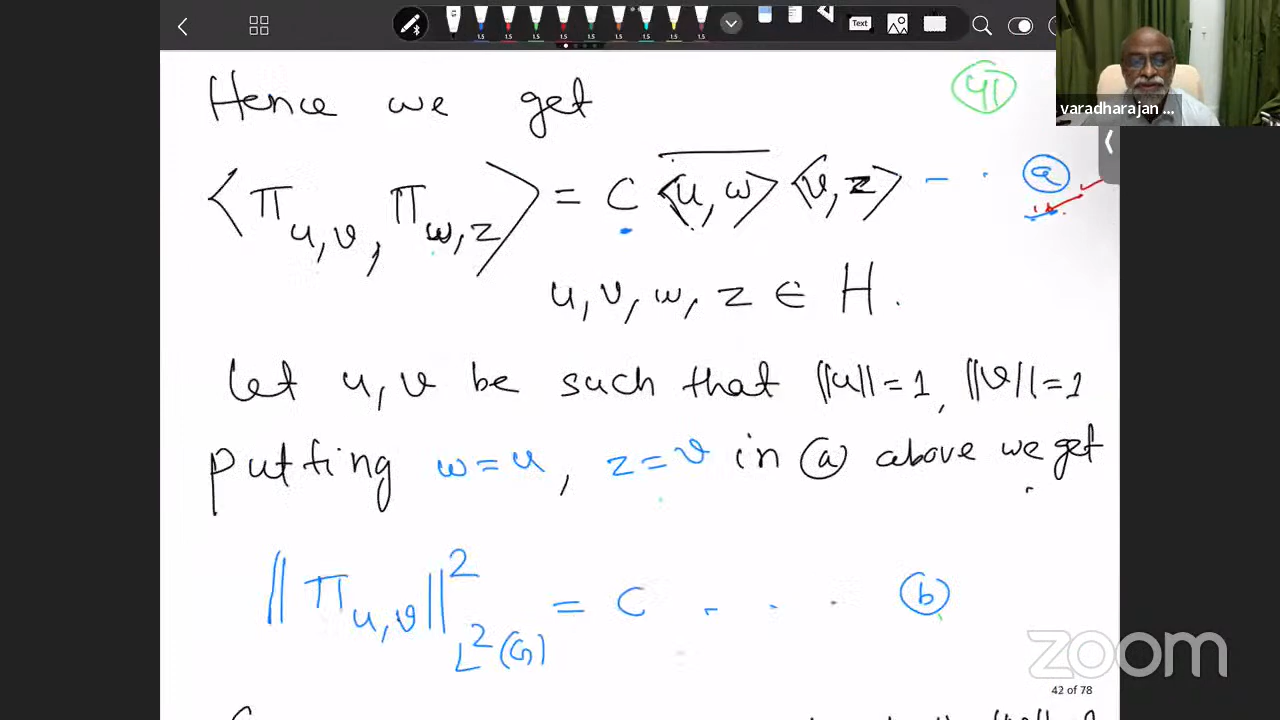 Hence we get 41
⟨π_{u,v}, π_{w,z}⟩ = C \overline{⟨u,w⟩} ⟨v,z⟩ - - (a)
u, v, w, z ∈ H.
Let u, v be such that ||u||=1, ||v||=1
putting w=u, z=v in (a) above we get
||π_{u,v}||²_{L²(G)} = C - - - (b)
Text
varadharajan ...
zoom
42 of 78